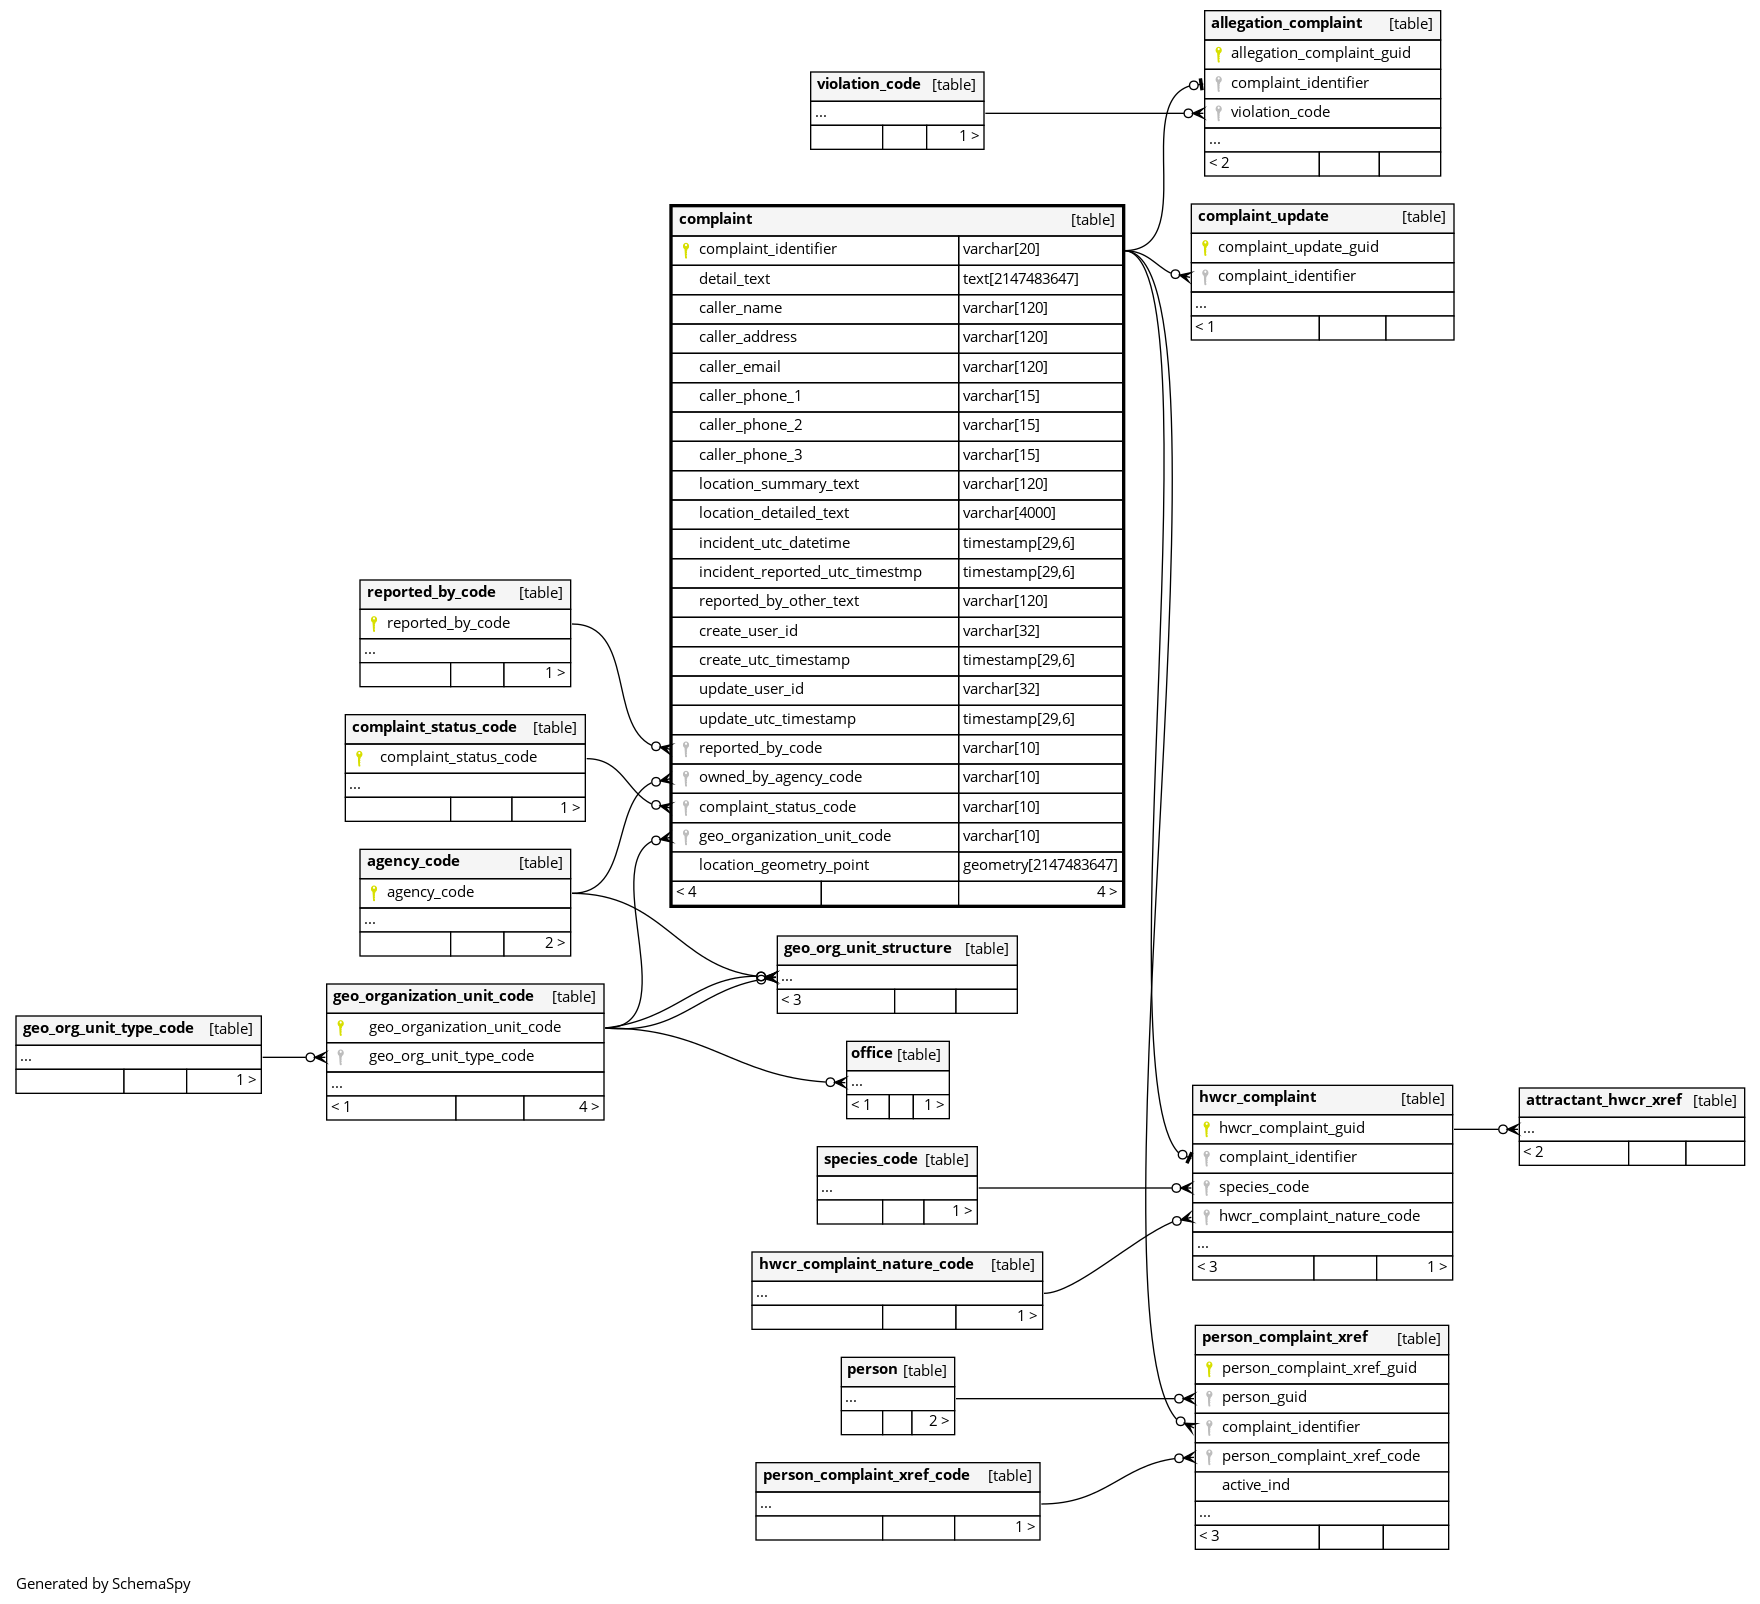 allegation_complaint [table]
allegation_complaint_guid
complaint_identifier
violation_code
...
< 2
violation_code [table]
...
1 >
complaint [table]
complaint_identifier varchar[20]
detail_text text[2147483647]
caller_name varchar[120]
caller_address varchar[120]
caller_email varchar[120]
caller_phone_1 varchar[15]
caller_phone_2 varchar[15]
caller_phone_3 varchar[15]
location_summary_text varchar[120]
location_detailed_text varchar[4000]
incident_utc_datetime timestamp[29,6]
incident_reported_utc_timestmp timestamp[29,6]
reported_by_other_text varchar[120]
create_user_id varchar[32]
create_utc_timestamp timestamp[29,6]
update_user_id varchar[32]
update_utc_timestamp timestamp[29,6]
reported_by_code varchar[10]
owned_by_agency_code varchar[10]
complaint_status_code varchar[10]
geo_organization_unit_code varchar[10]
location_geometry_point geometry[2147483647]
< 4 4 >
complaint_update [table]
complaint_update_guid
complaint_identifier
...
< 1
reported_by_code [table]
reported_by_code
...
1 >
complaint_status_code [table]
complaint_status_code
...
1 >
agency_code [table]
agency_code
...
2 >
geo_org_unit_structure [table]
...
< 3
geo_organization_unit_code [table]
geo_organization_unit_code
geo_org_unit_type_code
...
< 1 4 >
geo_org_unit_type_code [table]
...
1 >
office [table]
...
< 1 1 >
hwcr_complaint [table]
hwcr_complaint_guid
complaint_identifier
species_code
hwcr_complaint_nature_code
...
< 3 1 >
attractant_hwcr_xref [table]
...
< 2
species_code [table]
...
1 >
hwcr_complaint_nature_code [table]
...
1 >
person_complaint_xref [table]
person_complaint_xref_guid
person_guid
complaint_identifier
person_complaint_xref_code
active_ind
...
< 3
person [table]
...
2 >
person_complaint_xref_code [table]
...
1 >
Generated by SchemaSpy